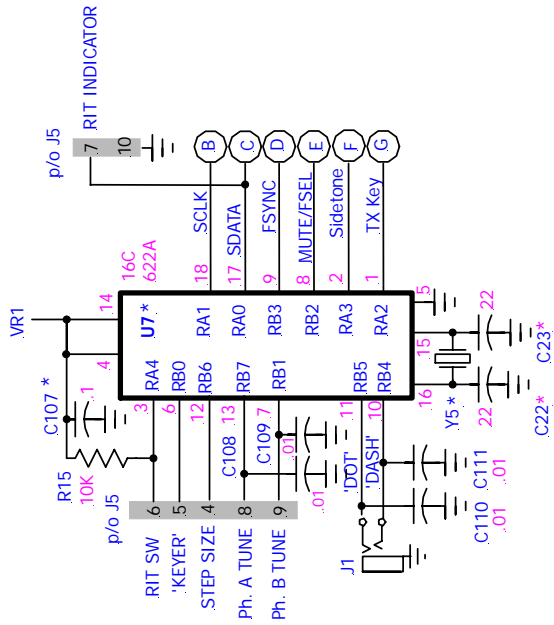 p/o J5
7 RIT INDICATOR
10
VR1
16C
622A
14
4
U7 *
C107 *
.1
R15
10K
p/o J5
RIT SW 6 3 RA4
'KEYER' 5 6 RB0
STEP SIZE 4 12 RB6
Ph. A TUNE 8 13 RB7
Ph. B TUNE 9 7 RB1
C108
.01
C109
.01
RA1 18 SCLK B
RA0 17 SDATA C
RB3 9 FSYNC D
RB2 8 MUTE/FSEL E
RA3 2 Sidetone F
RA2 1 TX Key G
'DOT' 11 RB5
'DASH' 10 RB4
J1
C110
.01
C111
.01
5
15
16
Y5 *
22
C23*
22
C22*